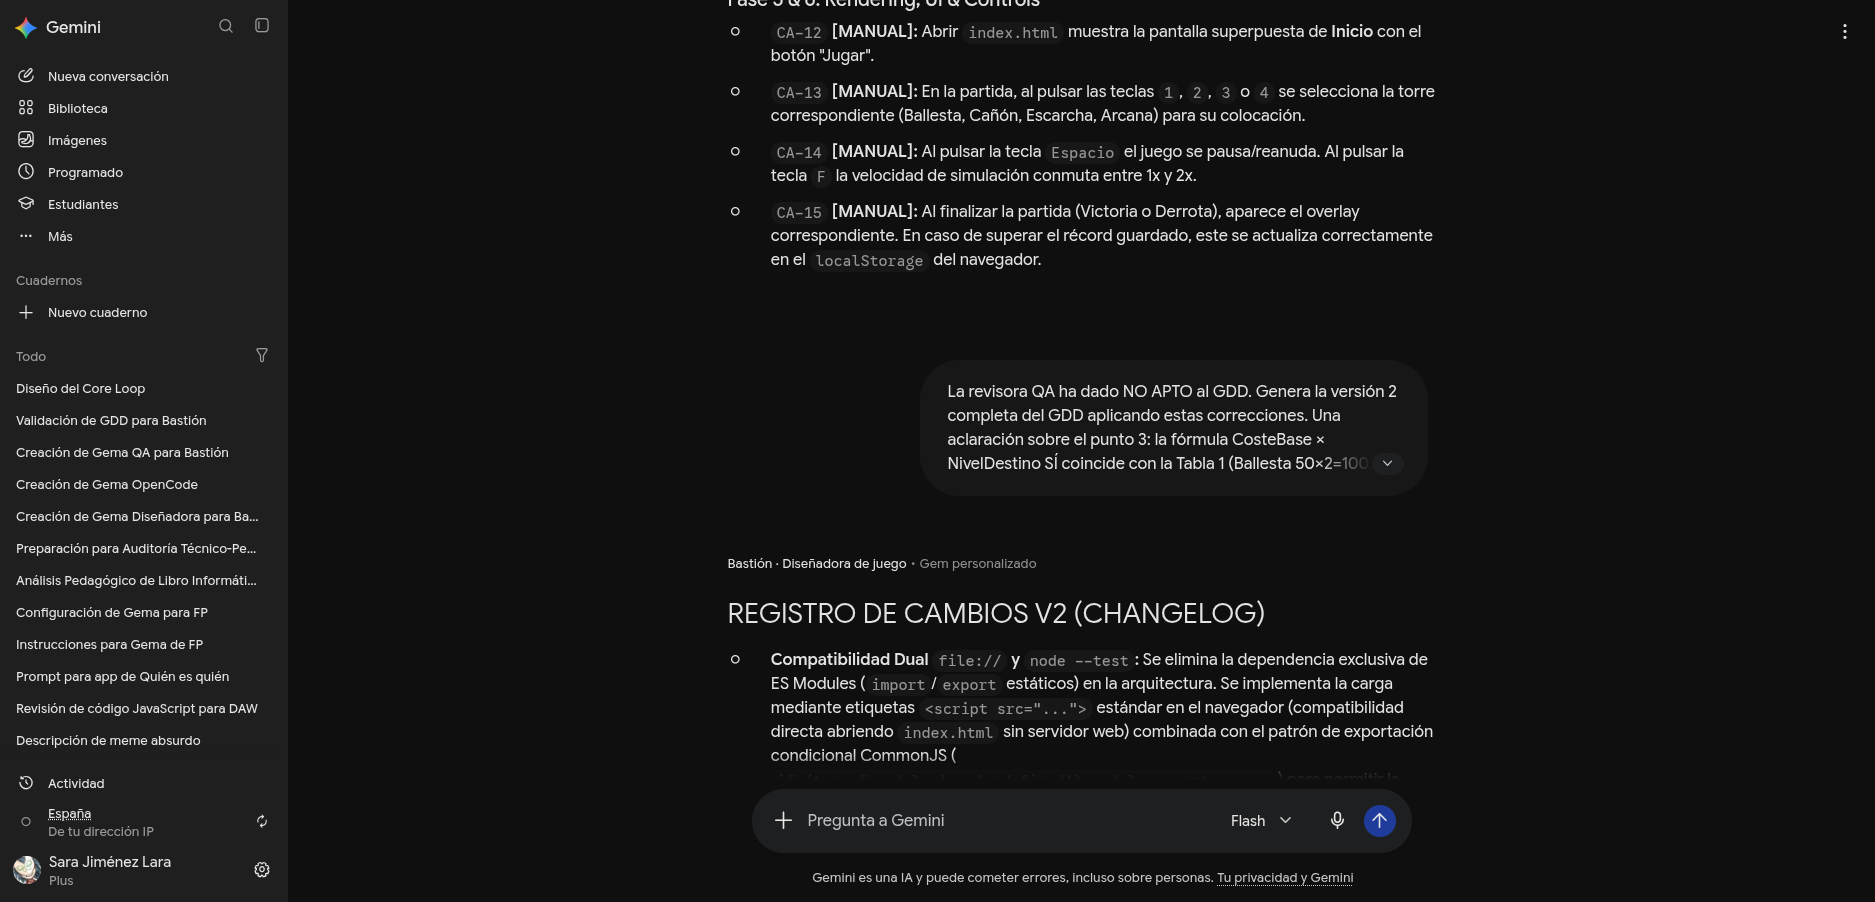 Gemini
Nueva conversación
Biblioteca
Imágenes
Programado
Estudiantes
Más
Cuadernos
Nuevo cuaderno
Todo
Diseño del Core Loop
Validación de GDD para Bastión
Creación de Gema QA para Bastión
Creación de Gema OpenCode
Creación de Gema Diseñadora para Ba...
Preparación para Auditoría Técnico-Pe...
Análisis Pedagógico de Libro Informáti...
Configuración de Gema para FP
Instrucciones para Gema de FP
Prompt para app de Quién es quién
Revisión de código JavaScript para DAW
Descripción de meme absurdo
Actividad
España
De tu dirección IP
Sara Jiménez Lara
Plus
Fase 5 & 6: Rendering, UI & Controls
CA-12 [MANUAL]: Abrir index.html muestra la pantalla superpuesta de Inicio con el
botón "Jugar".
CA-13 [MANUAL]: En la partida, al pulsar las teclas 1, 2, 3 o 4 se selecciona la torre
correspondiente (Ballesta, Cañón, Escarcha, Arcana) para su colocación.
CA-14 [MANUAL]: Al pulsar la tecla Espacio el juego se pausa/reanuda. Al pulsar la
tecla F la velocidad de simulación conmuta entre 1x y 2x.
CA-15 [MANUAL]: Al finalizar la partida (Victoria o Derrota), aparece el overlay
correspondiente. En caso de superar el récord guardado, este se actualiza correctamente
en el localStorage del navegador.
La revisora QA ha dado NO APTO al GDD. Genera la versión 2
completa del GDD aplicando estas correcciones. Una
aclaración sobre el punto 3: la fórmula CosteBase ×
NivelDestino SÍ coincide con la Tabla 1 (Ballesta 50×2=100
Bastión · Diseñadora de juego • Gem personalizado
REGISTRO DE CAMBIOS V2 (CHANGELOG)
Compatibilidad Dual file:// y node --test: Se elimina la dependencia exclusiva de
ES Modules (import/export estáticos) en la arquitectura. Se implementa la carga
mediante etiquetas <script src="..."> estándar en el navegador (compatibilidad
directa abriendo index.html sin servidor web) combinada con el patrón de exportación
condicional CommonJS (
) para permitir la
Pregunta a Gemini
Flash
Gemini es una IA y puede cometer errores, incluso sobre personas. Tu privacidad y Gemini